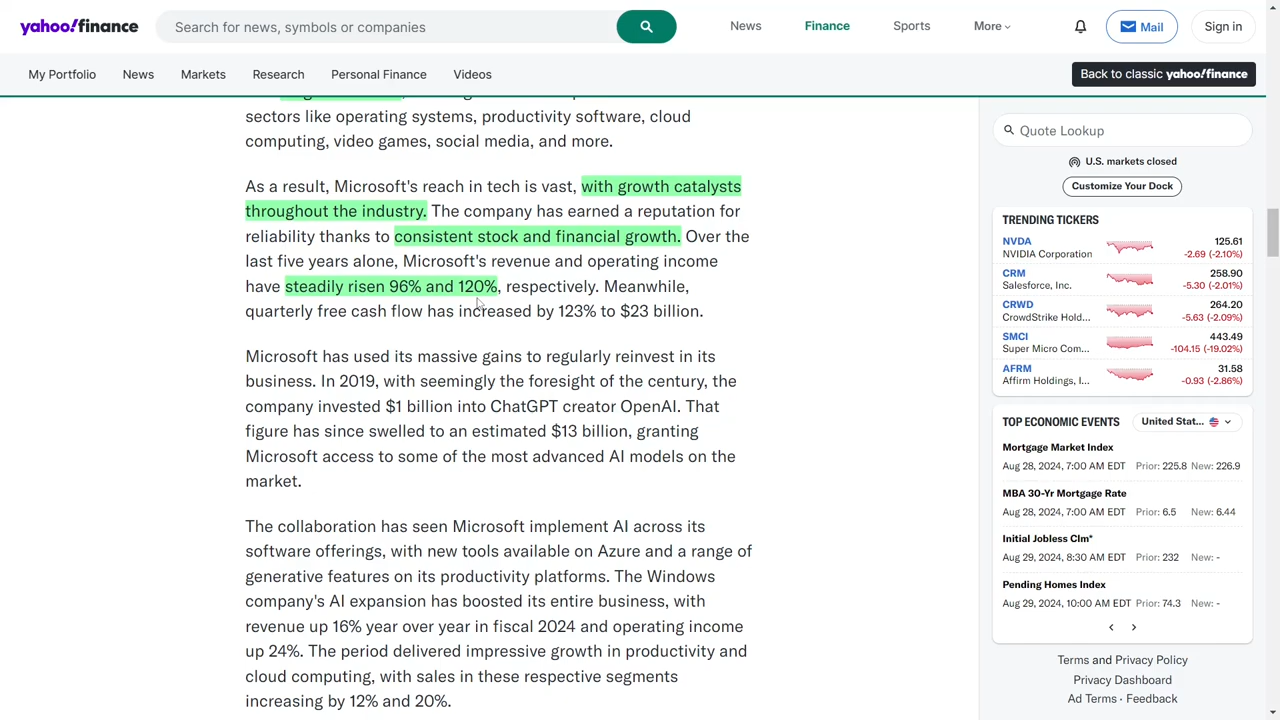 yahoo!finance
Search for news, symbols or companies
News
Finance
Sports
More
Mail
Sign in
My Portfolio
News
Markets
Research
Personal Finance
Videos
Back to classic yahoo!finance
sectors like operating systems, productivity software, cloud
computing, video games, social media, and more.
As a result, Microsoft's reach in tech is vast, with growth catalysts
throughout the industry. The company has earned a reputation for
reliability thanks to consistent stock and financial growth. Over the
last five years alone, Microsoft's revenue and operating income
have steadily risen 96% and 120%, respectively. Meanwhile,
quarterly free cash flow has increased by 123% to $23 billion.
Microsoft has used its massive gains to regularly reinvest in its
business. In 2019, with seemingly the foresight of the century, the
company invested $1 billion into ChatGPT creator OpenAI. That
figure has since swelled to an estimated $13 billion, granting
Microsoft access to some of the most advanced AI models on the
market.
The collaboration has seen Microsoft implement AI across its
software offerings, with new tools available on Azure and a range of
generative features on its productivity platforms. The Windows
company's AI expansion has boosted its entire business, with
revenue up 16% year over year in fiscal 2024 and operating income
up 24%. The period delivered impressive growth in productivity and
cloud computing, with sales in these respective segments
increasing by 12% and 20%.
Quote Lookup
U.S. markets closed
Customize Your Dock
TRENDING TICKERS
NVDA 125.61
NVIDIA Corporation -2.69 (-2.10%)
CRM 258.90
Salesforce, Inc. -5.30 (-2.01%)
CRWD 264.20
CrowdStrike Hold... -5.63 (-2.09%)
SMCI 443.49
Super Micro Com... -104.15 (-19.02%)
AFRM 31.58
Affirm Holdings, I... -0.93 (-2.86%)
TOP ECONOMIC EVENTS United Stat...
Mortgage Market Index
Aug 28, 2024, 7:00 AM EDT Prior: 225.8 New: 226.9
MBA 30-Yr Mortgage Rate
Aug 28, 2024, 7:00 AM EDT Prior: 6.5 New: 6.44
Initial Jobless Clm*
Aug 29, 2024, 8:30 AM EDT Prior: 232 New: -
Pending Homes Index
Aug 29, 2024, 10:00 AM EDT Prior: 74.3 New: -
Terms and Privacy Policy
Privacy Dashboard
Ad Terms · Feedback